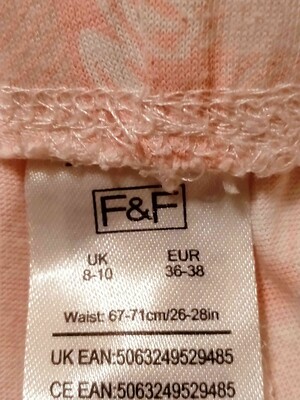 F&F
UK EUR
8-10 36-38
Waist: 67-71cm/26-28in
UK EAN:5063249529485
CE EAN:5063249529485